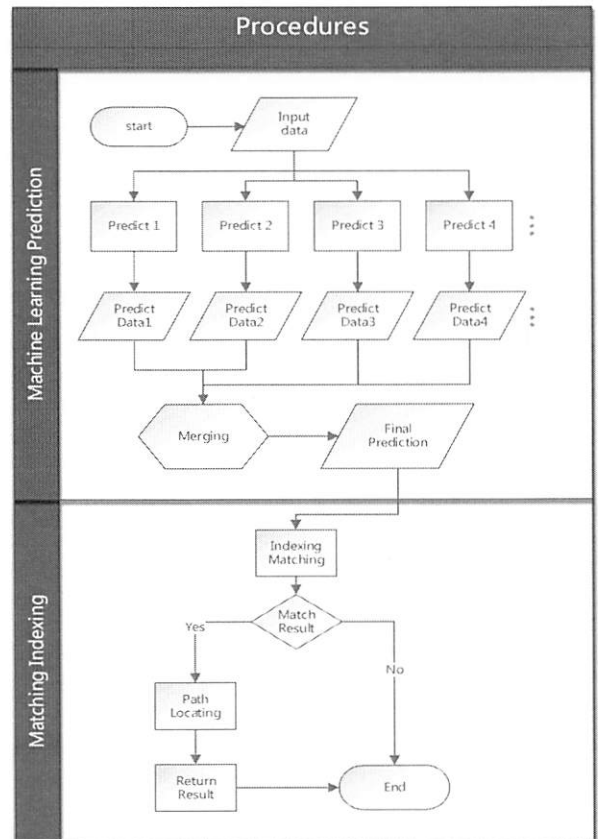 Procedures
Machine Learning Prediction
start
Input
data
Predict 1
Predict 2
Predict 3
Predict 4
Predict
Data1
Predict
Data2
Predict
Data3
Predict
Data4
Merging
Final
Prediction
Matching Indexing
Indexing
Matching
Match
Result
Yes
No
Path
Locating
Return
Result
End